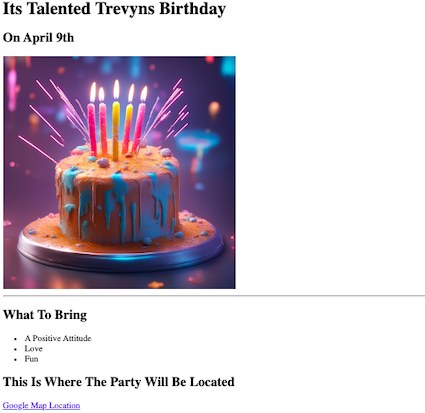 Its Talented Trevyns Birthday
On April 9th
What To Bring
A Positive Attitude
Love
Fun
This Is Where The Party Will Be Located
Google Map Location